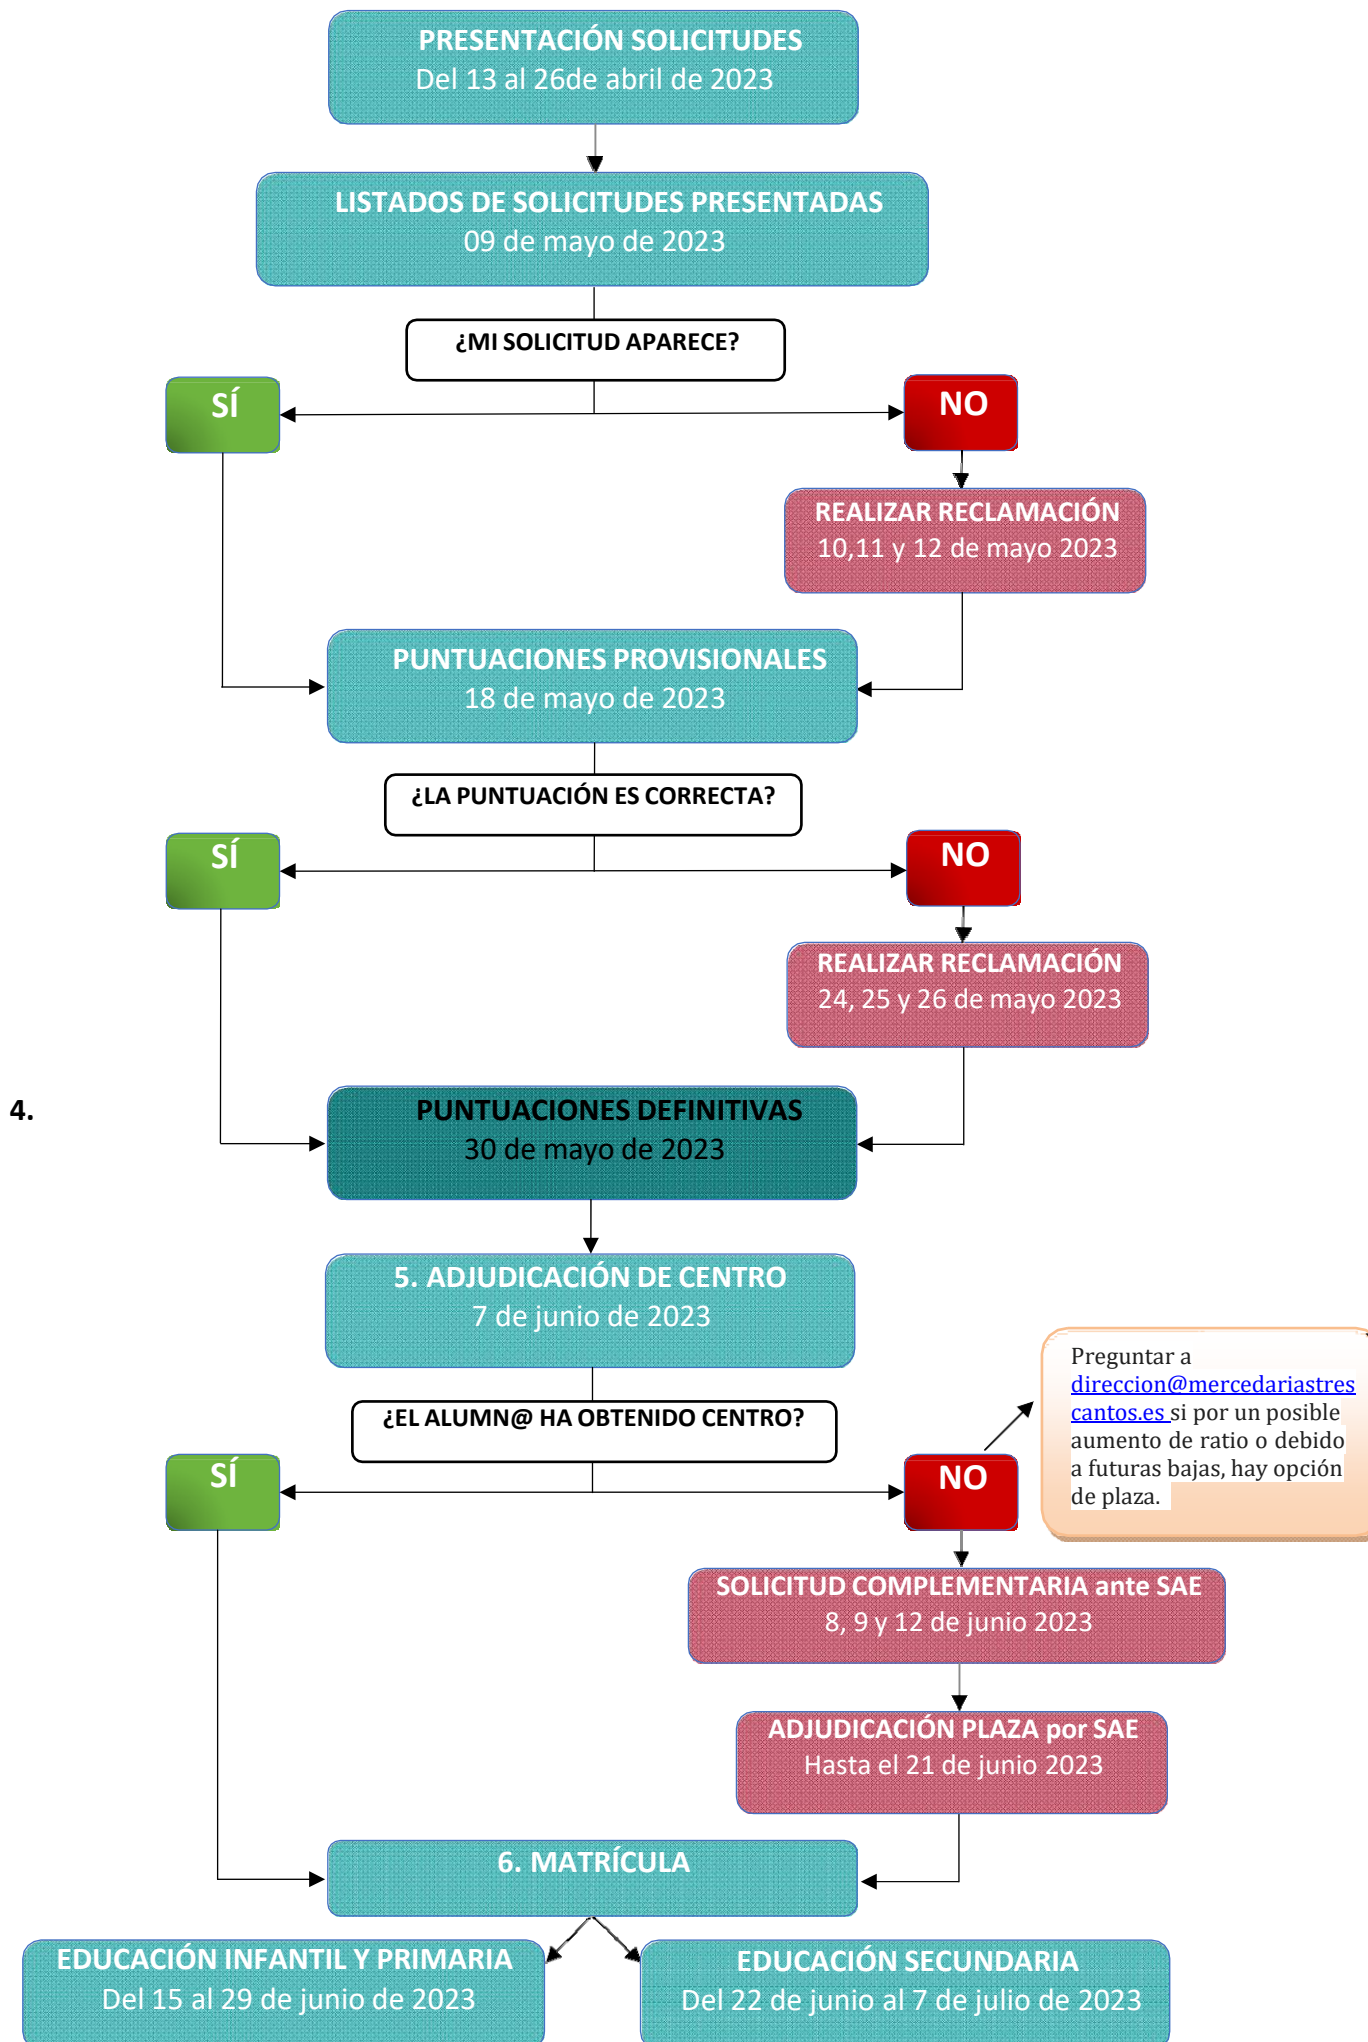 PRESENTACIÓN SOLICITUDES
Del 13 al 26de abril de 2023
LISTADOS DE SOLICITUDES PRESENTADAS
09 de mayo de 2023
¿MI SOLICITUD APARECE?
SÍ
NO
REALIZAR RECLAMACIÓN
10,11 y 12 de mayo 2023
PUNTUACIONES PROVISIONALES
18 de mayo de 2023
¿LA PUNTUACIÓN ES CORRECTA?
SÍ
NO
REALIZAR RECLAMACIÓN
24, 25 y 26 de mayo 2023
4.
PUNTUACIONES DEFINITIVAS
30 de mayo de 2023
5. ADJUDICACIÓN DE CENTRO
7 de junio de 2023
¿EL ALUMN@ HA OBTENIDO CENTRO?
SÍ
NO
Preguntar a
direccion@mercedariastres
cantos.es si por un posible
aumento de ratio o debido
a futuras bajas, hay opción
de plaza.
SOLICITUD COMPLEMENTARIA ante SAE
8, 9 y 12 de junio 2023
ADJUDICACIÓN PLAZA por SAE
Hasta el 21 de junio 2023
6. MATRÍCULA
EDUCACIÓN INFANTIL Y PRIMARIA
Del 15 al 29 de junio de 2023
EDUCACIÓN SECUNDARIA
Del 22 de junio al 7 de julio de 2023